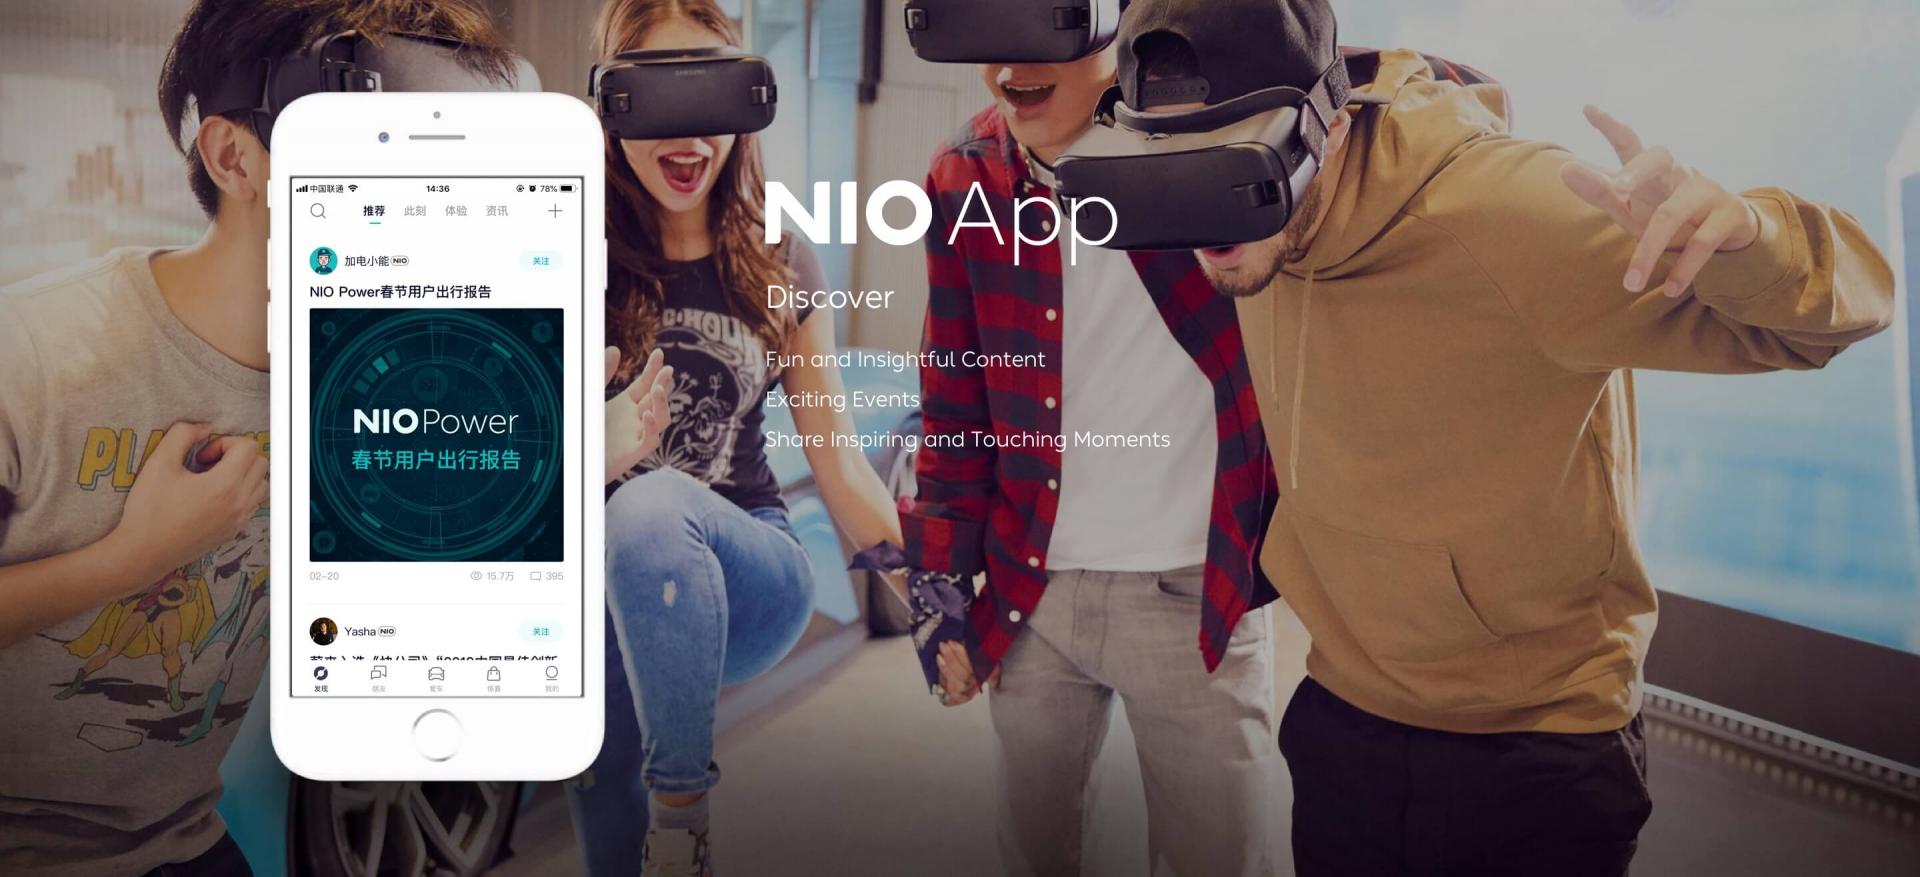 中国联通 14:36 78%
推荐 此刻 体验 资讯
加电小能 NIO 关注
NIO Power春节用户出行报告
NIO Power
春节用户出行报告
02-20 15.7万 395
Yasha NIO 关注
发现 朋友 爱车 惊喜 我的
SAMSUNG
NIO App
Discover
Fun and Insightful Content
Exciting Events
Share Inspiring and Touching Moments